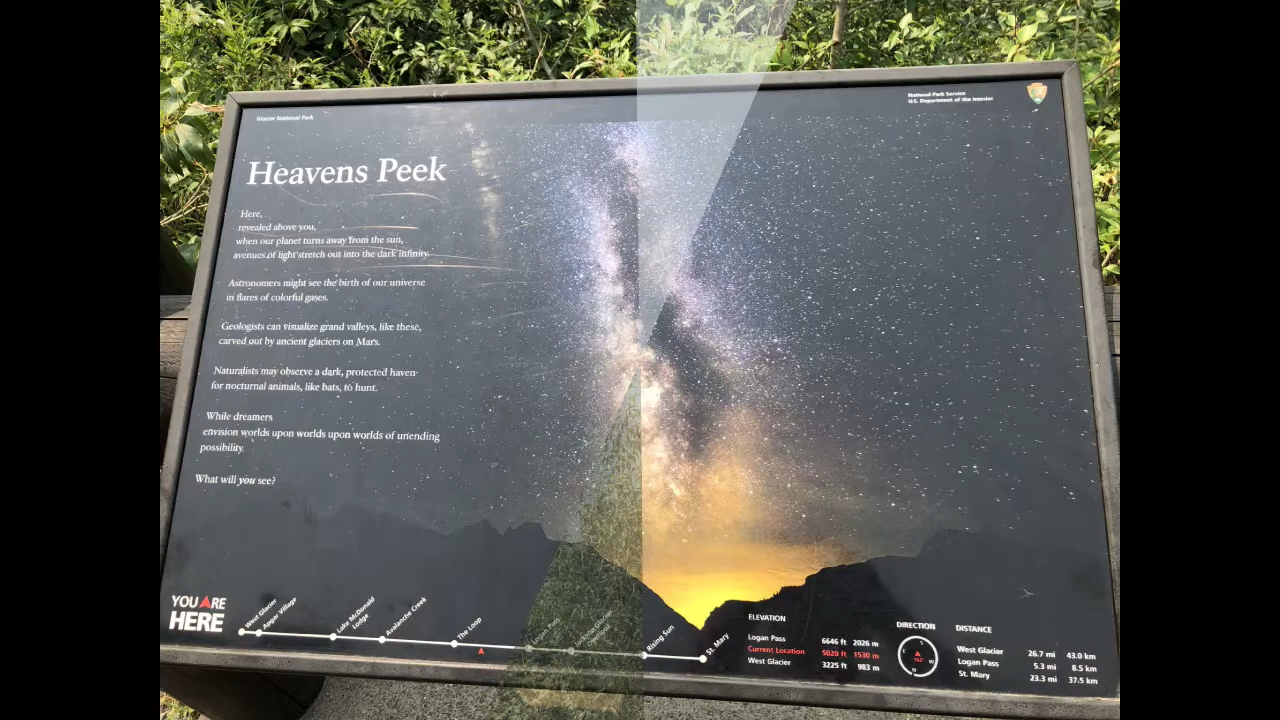 Glacier National Park
National Park Service
U.S. Department of the Interior
Heavens Peek
Here,
revealed above you,
when our planet turns away from the sun,
avenues of light stretch out into the dark infinity.
Astronomers might see the birth of our universe
in flares of colorful gases.
Geologists can visualize grand valleys, like these,
carved out by ancient glaciers on Mars.
Naturalists may observe a dark, protected haven
for nocturnal animals, like bats, to hunt.
While dreamers
envision worlds upon worlds upon worlds of unending
possibility.
What will you see?
YOU ARE
HERE
West Glacier
Apgar Village
Lake McDonald
Lodge
Avalanche Creek
The Loop
Logan Pass
Rising Sun
St. Mary
ELEVATION
Logan Pass 6646 ft 2026 m
Current Location 5020 ft 1530 m
West Glacier 3225 ft 983 m
DIRECTION
S
E W
162°
N
DISTANCE
West Glacier 26.7 mi 43.0 km
Logan Pass 5.3 mi 8.5 km
St. Mary 23.3 mi 37.5 km